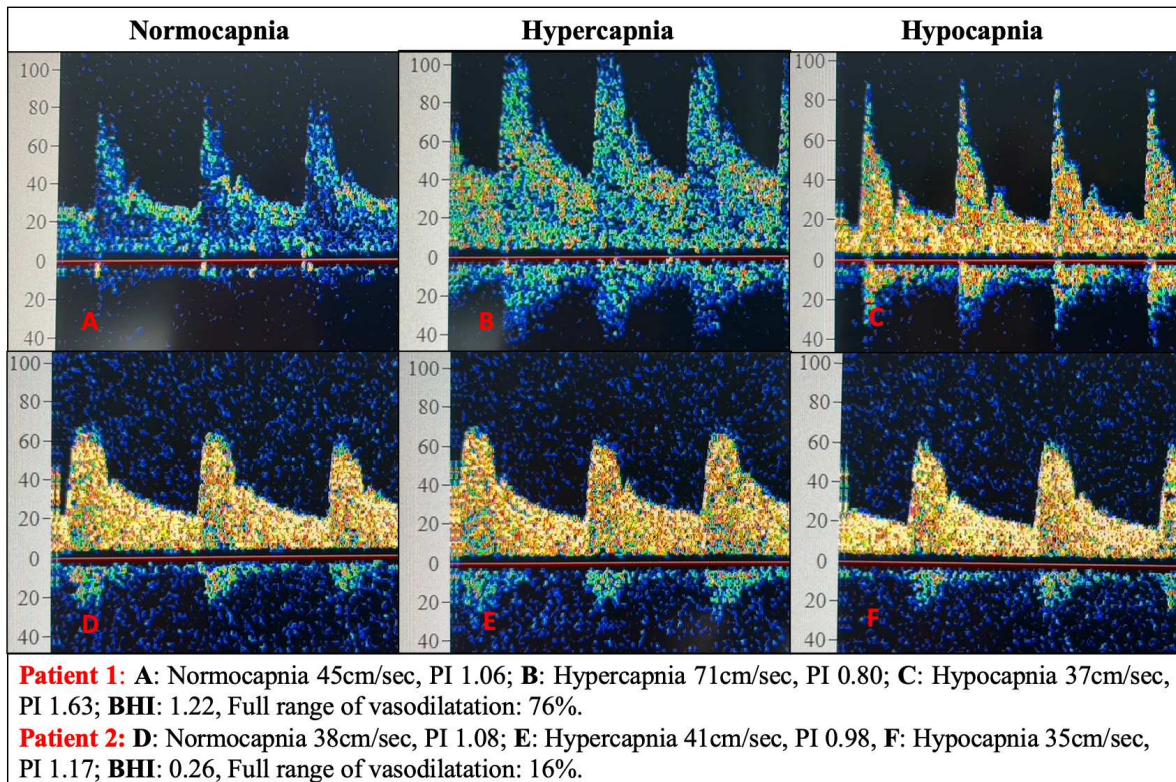 Normocapnia Hypercapnia Hypocapnia
100 80 60 40 20 0 20 40 A
100 80 60 40 20 0 20 40 B
100 80 60 40 20 0 20 40 C
100 80 60 40 20 0 20 40 D
100 80 60 40 20 0 20 40 E
100 80 60 40 20 0 20 40 F
Patient 1: A: Normocapnia 45cm/sec, PI 1.06; B: Hypercapnia 71cm/sec, PI 0.80; C: Hypocapnia 37cm/sec,
PI 1.63; BHI: 1.22, Full range of vasodilatation: 76%.
Patient 2: D: Normocapnia 38cm/sec, PI 1.08; E: Hypercapnia 41cm/sec, PI 0.98, F: Hypocapnia 35cm/sec,
PI 1.17; BHI: 0.26, Full range of vasodilatation: 16%.